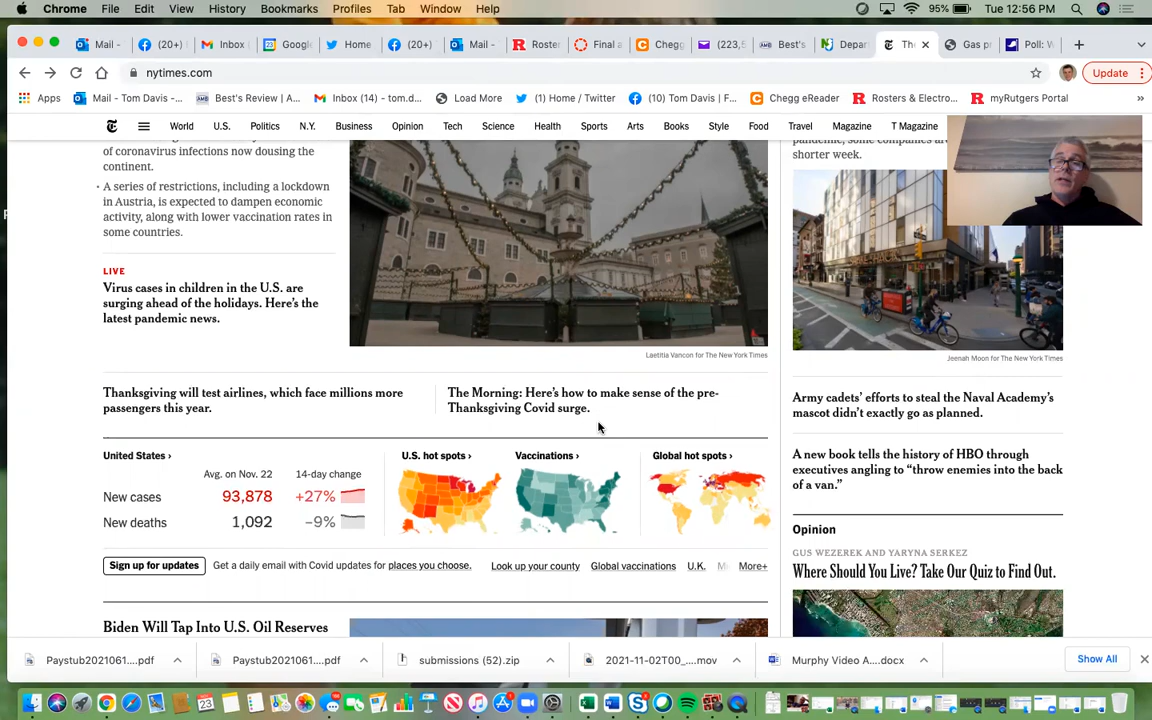 Chrome File Edit View History Bookmarks Profiles Tab Window Help 95% Tue 12:56 PM
Mail - (20+) Inbox Google Home (20+) Mail - Roster Final a Chegg (223, Best's Depar Th Gas pr Poll: W
nytimes.com Update
Apps Mail - Tom Davis -... Best's Review | A... Inbox (14) - tom.d... Load More (1) Home / Twitter (10) Tom Davis | F... Chegg eReader Rosters & Electro... myRutgers Portal »
World U.S. Politics N.Y. Business Opinion Tech Science Health Sports Arts Books Style Food Travel Magazine T Magazine
of coronavirus infections now dousing the
continent.
A series of restrictions, including a lockdown
in Austria, is expected to dampen economic
activity, along with lower vaccination rates in
some countries.
LIVE
Virus cases in children in the U.S. are
surging ahead of the holidays. Here's the
latest pandemic news.
Laetitia Vancon for The New York Times
Thanksgiving will test airlines, which face millions more
passengers this year.
The Morning: Here's how to make sense of the pre-
Thanksgiving Covid surge.
United States ›
Avg. on Nov. 22 14-day change
New cases 93,878 +27%
New deaths 1,092 –9%
U.S. hot spots › Vaccinations › Global hot spots ›
Sign up for updates Get a daily email with Covid updates for places you choose. Look up your county Global vaccinations U.K. More+
Biden Will Tap Into U.S. Oil Reserves
pandemic, some companies are
shorter week.
Jeenah Moon for The New York Times
Army cadets' efforts to steal the Naval Academy's
mascot didn't exactly go as planned.
A new book tells the history of HBO through
executives angling to “throw enemies into the back
of a van.”
Opinion
GUS WEZEREK AND YARYNA SERKEZ
Where Should You Live? Take Our Quiz to Find Out.
Paystub2021061....pdf Paystub2021061....pdf submissions (52).zip 2021-11-02T00_....mov Murphy Video A....docx Show All